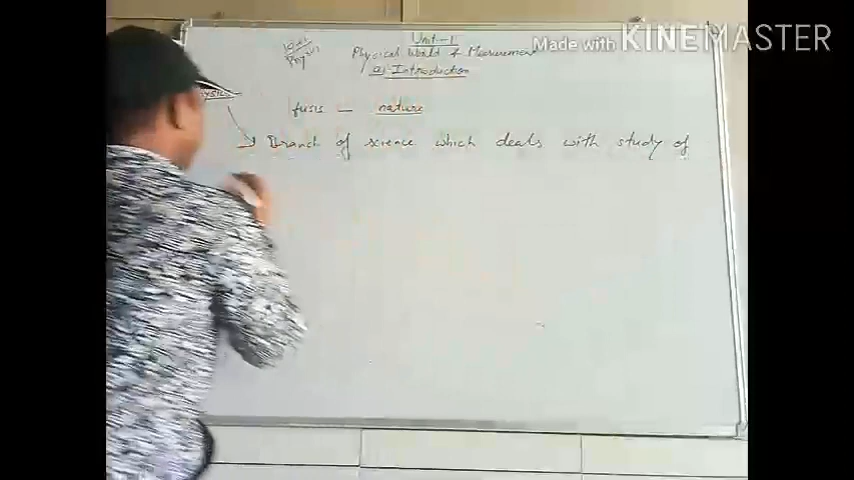 Made with KINEMASTER
Unit-1
Physical World & Measurement
a) Introduction
fusis — nature
Branch of science which deals with study of